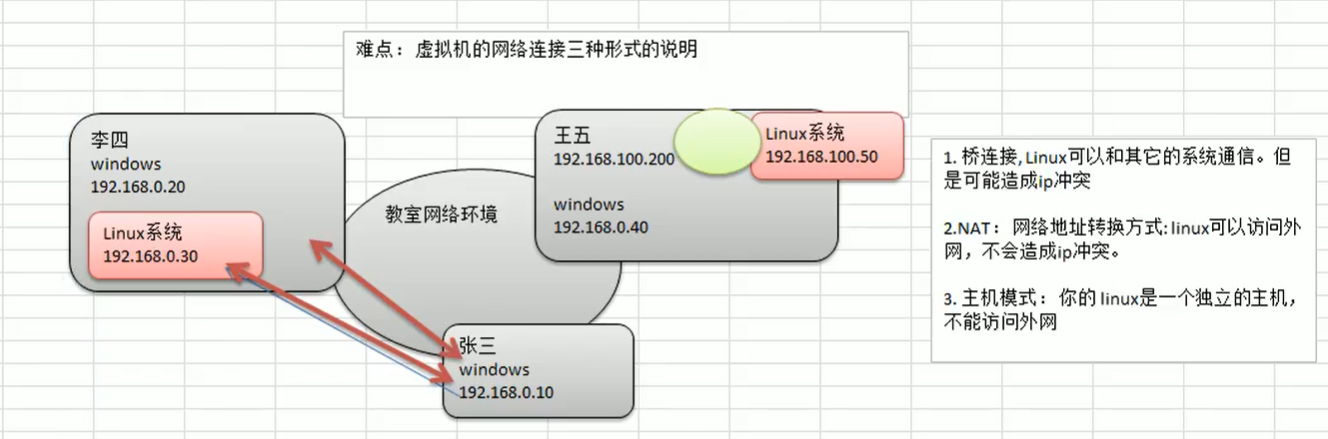 难点：虚拟机的网络连接三种形式的说明
李四
windows
192.168.0.20
Linux系统
192.168.0.30
教室网络环境
王五
192.168.100.200
windows
192.168.0.40
Linux系统
192.168.100.50
张三
windows
192.168.0.10
1. 桥连接,Linux可以和其它的系统通信。但
是可能造成ip冲突
2.NAT：网络地址转换方式:linux可以访问外
网，不会造成ip冲突。
3. 主机模式：你的 linux是一个独立的主机，
不能访问外网